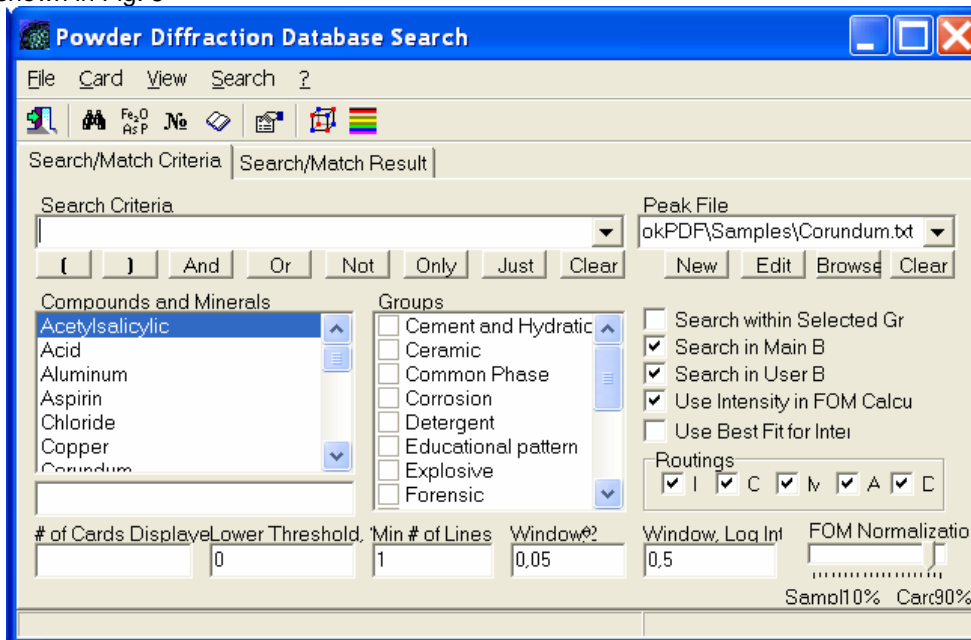 Powder Diffraction Database Search
File Card View Search ?
Fe2O AsP №
Search/Match Criteria Search/Match Result
Search Criteria
Peak File
okPDF\Samples\Corundum.txt
( ) And Or Not Only Just Clear
New Edit Browse Clear
Compounds and Minerals
Acetylsalicylic
Acid
Aluminum
Aspirin
Chloride
Copper
Corundum
Groups
Cement and Hydratic
Ceramic
Common Phase
Corrosion
Detergent
Educational pattern
Explosive
Forensic
Search within Selected Gr
Search in Main B
Search in User B
Use Intensity in FOM Calcu
Use Best Fit for Inter
Routings
I C M A D
# of Cards Displaye Lower Threshold, Min # of Lines Window, Window, Log Int FOM Normalizatio
0 1 0,05 0,5
Sampl10% Card90%